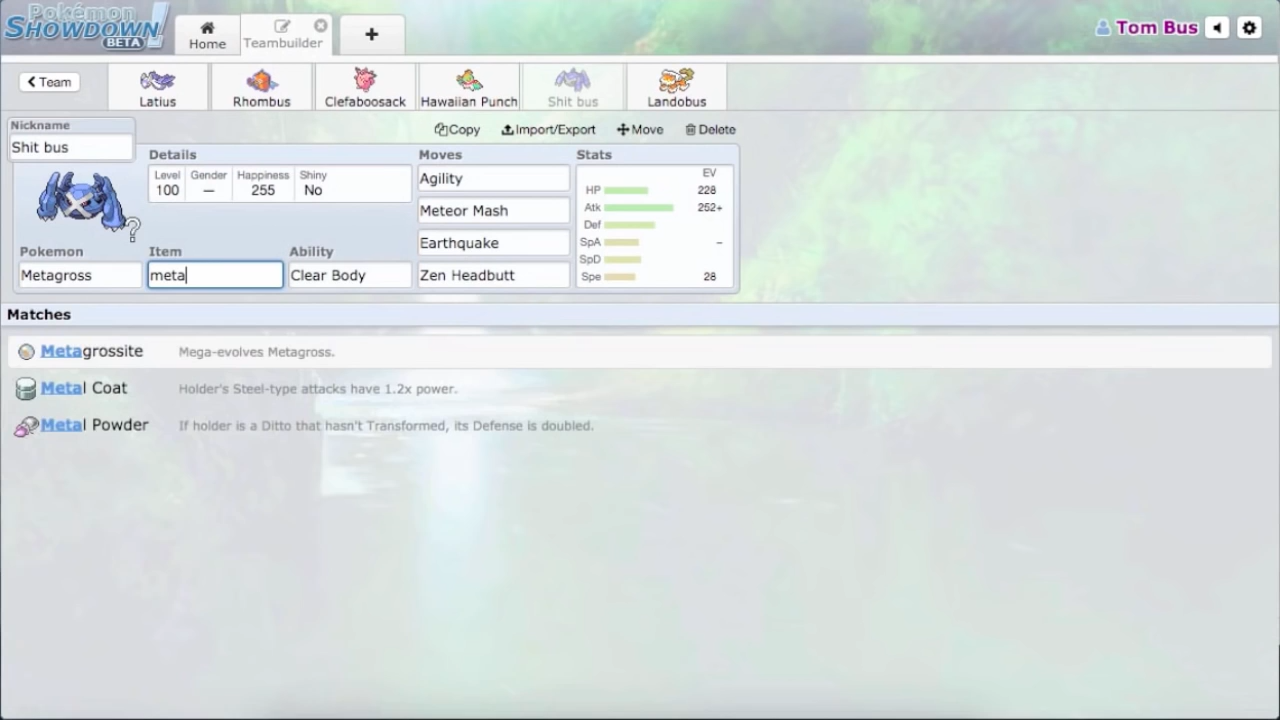 Pokémon
SHOWDOWN!
BETA
Home
Teambuilder
+
Tom Bus
< Team
Latius
Rhombus
Clefaboosack
Hawaiian Punch
Shit bus
Landobus
Nickname
Shit bus
Copy Import/Export Move Delete
Details
Level Gender Happiness Shiny
100 — 255 No
Moves
Agility
Meteor Mash
Earthquake
Zen Headbutt
Stats
EV
HP 228
Atk 252+
Def
SpA –
SpD
Spe 28
?
Pokemon Item Ability
Metagross meta Clear Body
Matches
Metagrossite Mega-evolves Metagross.
Metal Coat Holder's Steel-type attacks have 1.2x power.
Metal Powder If holder is a Ditto that hasn't Transformed, its Defense is doubled.